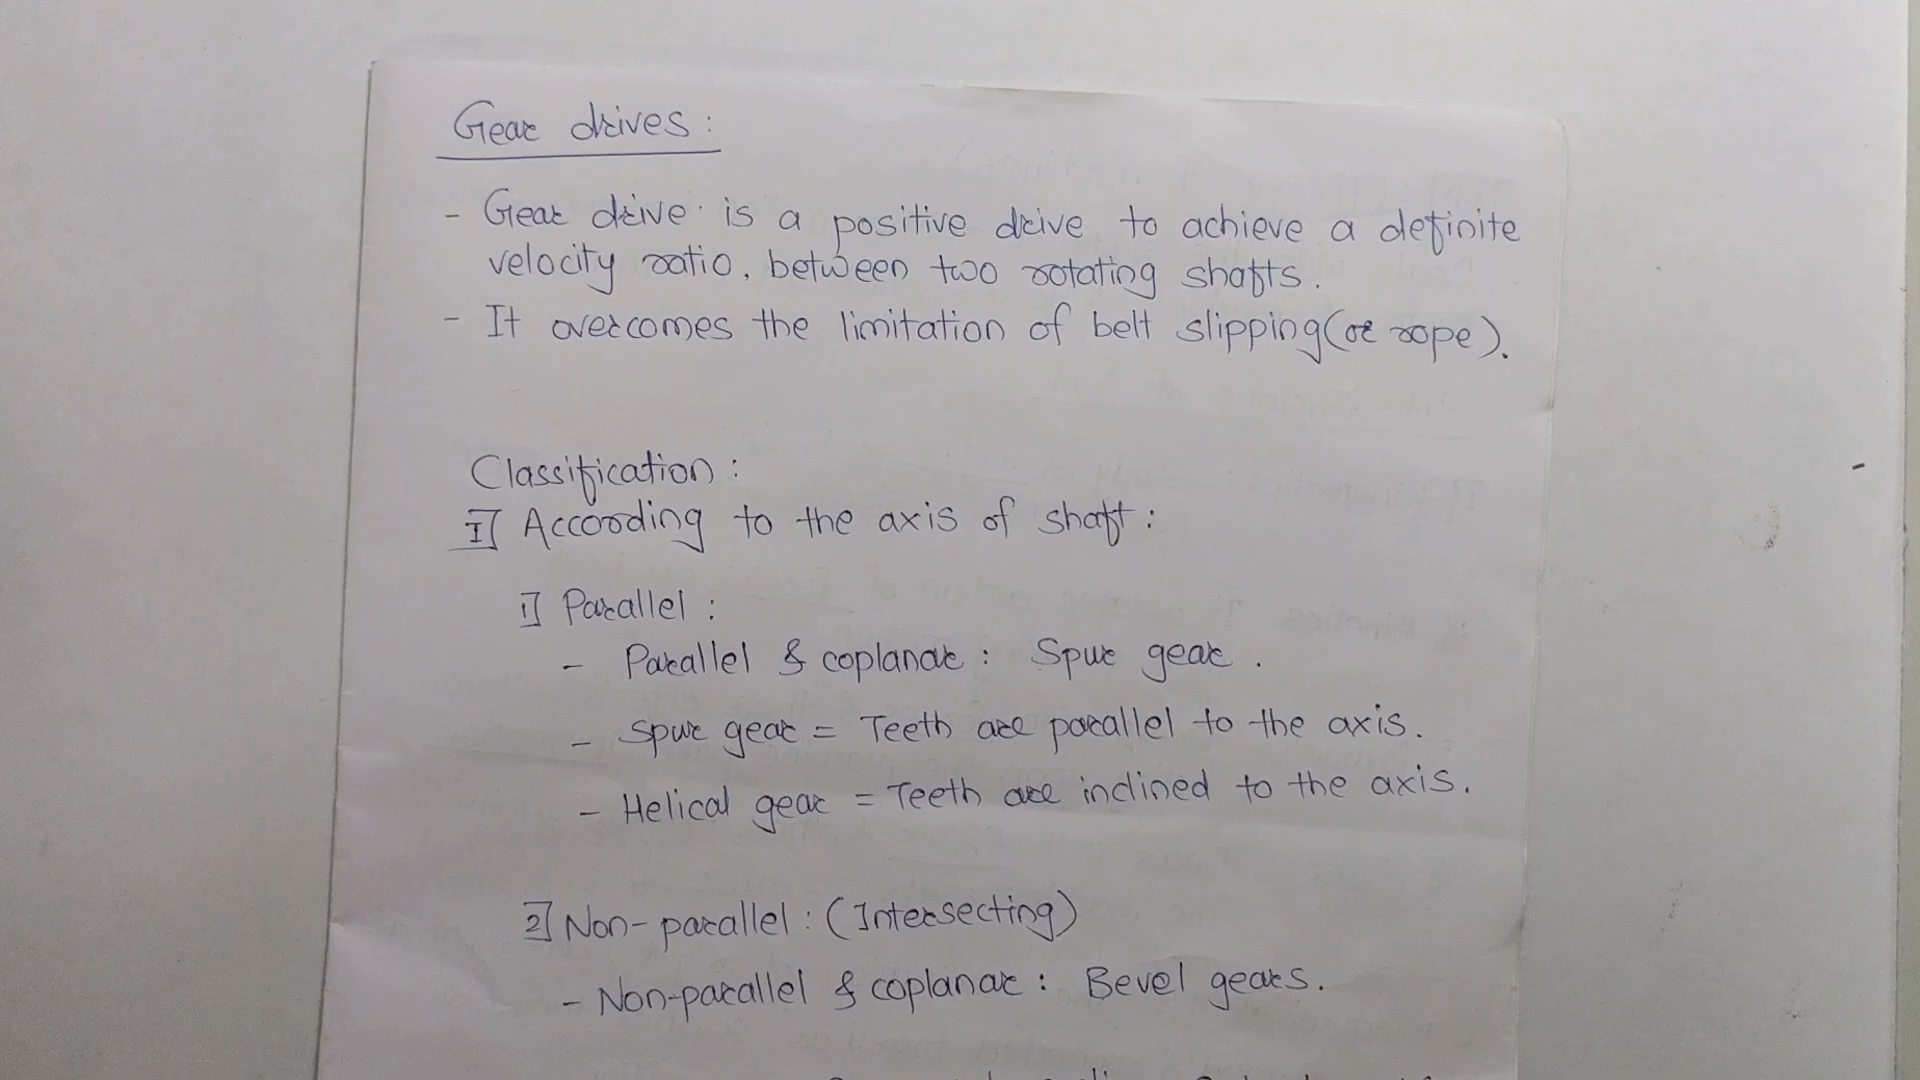 Gear drives :
- Gear drive is a positive drive to achieve a definite
velocity ratio, between two rotating shafts.
- It overcomes the limitation of belt slipping (or rope).
Classification :
I] According to the axis of shaft :
1] Parallel :
- Parallel & coplanar : Spur gear .
- Spur gear = Teeth are parallel to the axis.
- Helical gear = Teeth are inclined to the axis.
2] Non-parallel : (Intersecting)
- Non-parallel & coplanar : Bevel gears.